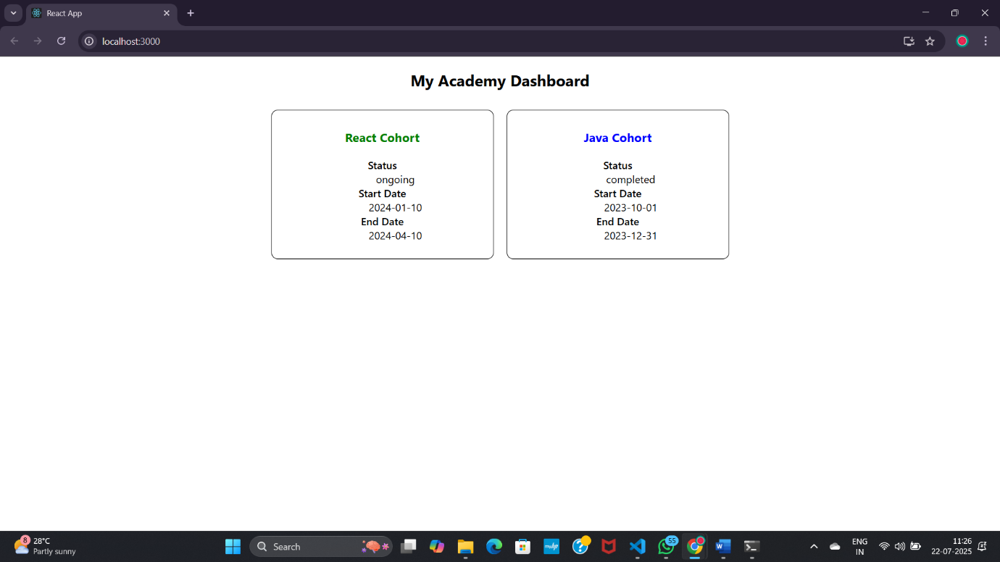 React App
localhost:3000
My Academy Dashboard
React Cohort
Status
ongoing
Start Date
2024-01-10
End Date
2024-04-10
Java Cohort
Status
completed
Start Date
2023-10-01
End Date
2023-12-31
8
28°C
Partly sunny
Search
myhp
55
ENG
IN
11:26
22-07-2025